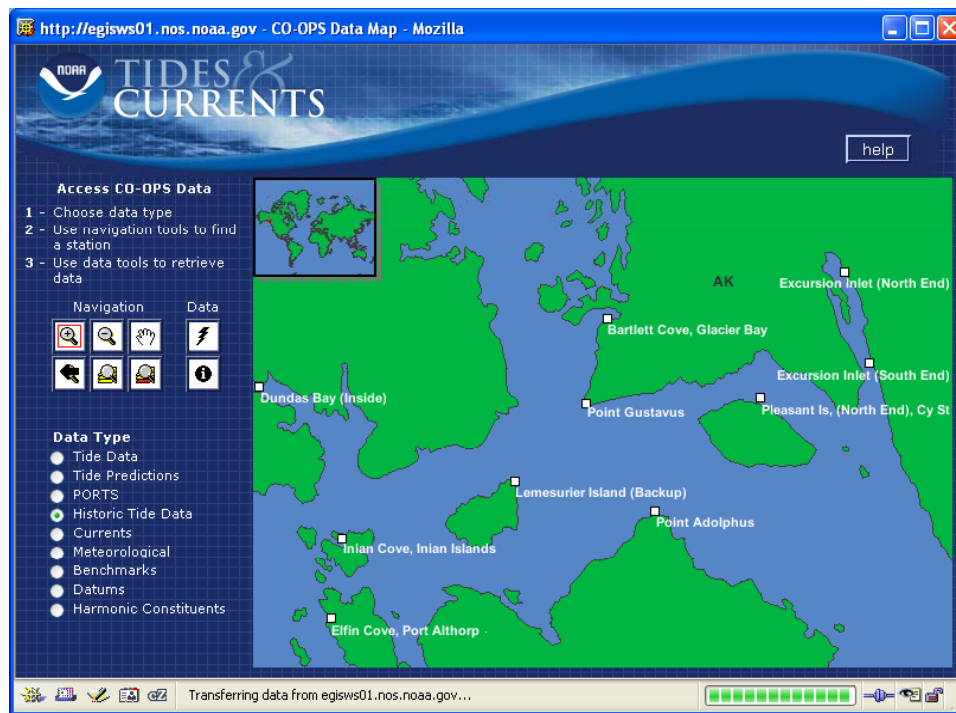 http://egisws01.nos.noaa.gov - CO-OPS Data Map - Mozilla
NOAA
TIDES &
CURRENTS
help
Access CO-OPS Data
1 - Choose data type
2 - Use navigation tools to find
a station
3 - Use data tools to retrieve
data
Navigation
Data
Data Type
Tide Data
Tide Predictions
PORTS
Historic Tide Data
Currents
Meteorological
Benchmarks
Datums
Harmonic Constituents
AK
Excursion Inlet (North End)
Bartlett Cove, Glacier Bay
Excursion Inlet (South End)
Dundas Bay (Inside)
Point Gustavus
Pleasant Is, (North End), Cy St
Lemesurier Island (Backup)
Point Adolphus
Inian Cove, Inian Islands
Elfin Cove, Port Althorp
Transferring data from egisws01.nos.noaa.gov...